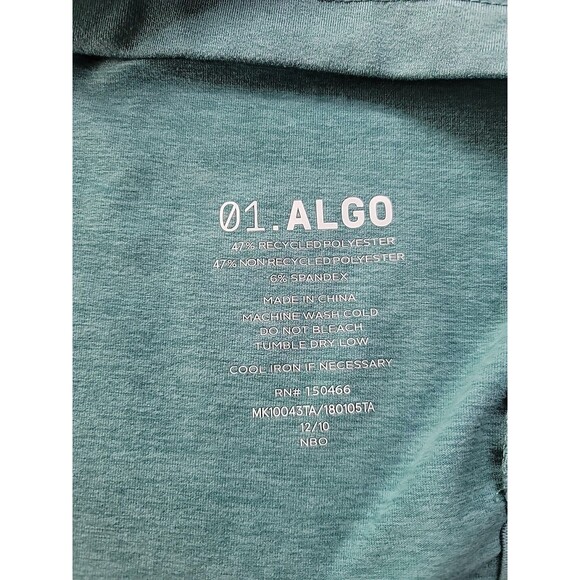 01.ALGO
47% RECYCLED POLYESTER
47% NON RECYCLED POLYESTER
6% SPANDEX
MADE IN CHINA
MACHINE WASH COLD
DO NOT BLEACH
TUMBLE DRY LOW
COOL IRON IF NECESSARY
RN# 150466
MK10043TA/180105TA
12/10
NBO